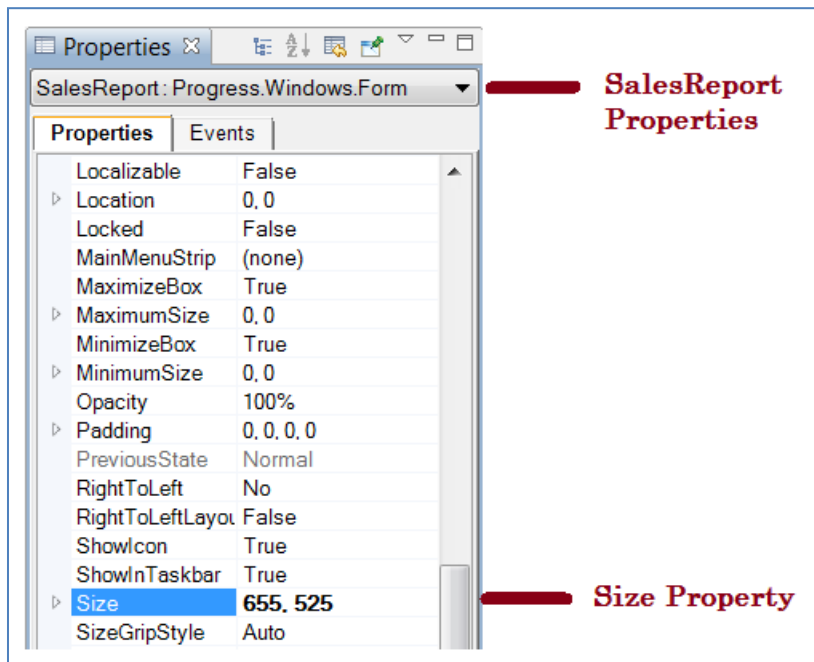 Properties
SalesReport : Progress.Windows.Form
SalesReport
Properties
Properties Events
Localizable False
Location 0, 0
Locked False
MainMenuStrip (none)
MaximizeBox True
MaximumSize 0, 0
MinimizeBox True
MinimumSize 0, 0
Opacity 100%
Padding 0, 0, 0, 0
PreviousState Normal
RightToLeft No
RightToLeftLayou False
ShowIcon True
ShowInTaskbar True
Size 655, 525
Size Property
SizeGripStyle Auto